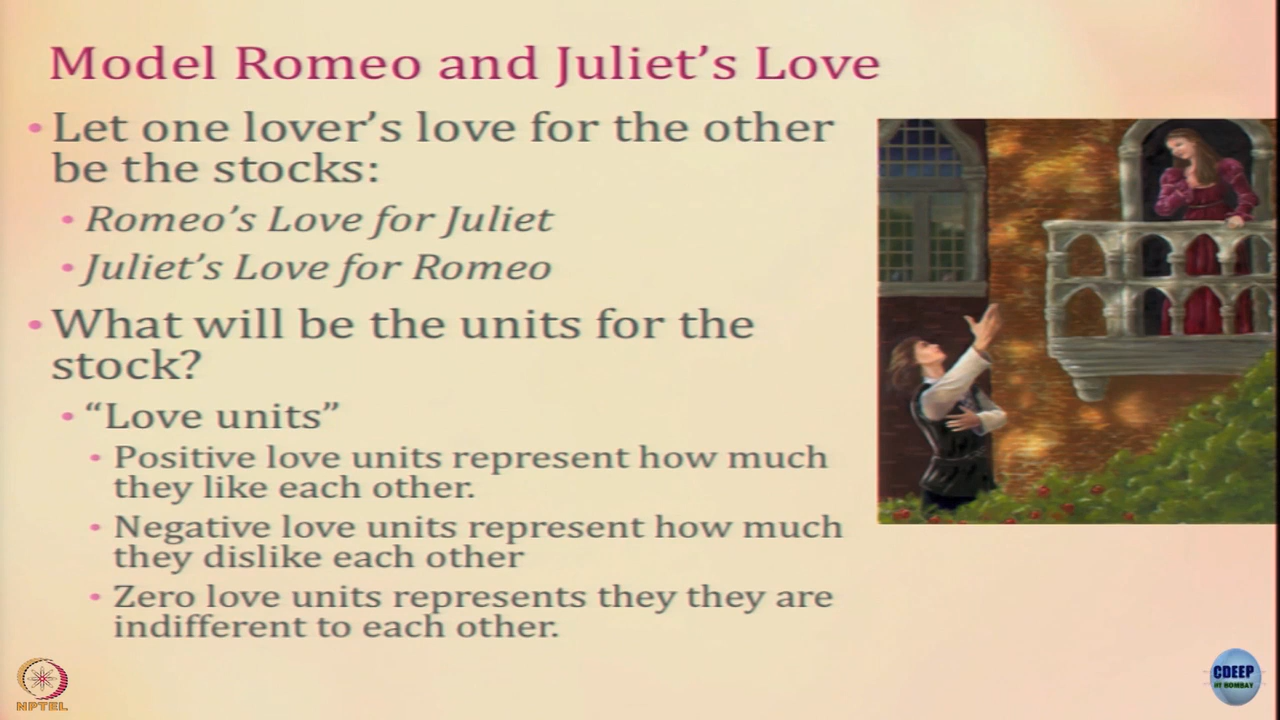 Model Romeo and Juliet's Love
• Let one lover's love for the other
be the stocks:
• Romeo's Love for Juliet
• Juliet's Love for Romeo
• What will be the units for the
stock?
• "Love units"
• Positive love units represent how much
they like each other.
• Negative love units represent how much
they dislike each other
• Zero love units represents they they are
indifferent to each other.
NPTEL
CDEEP
IIT BOMBAY